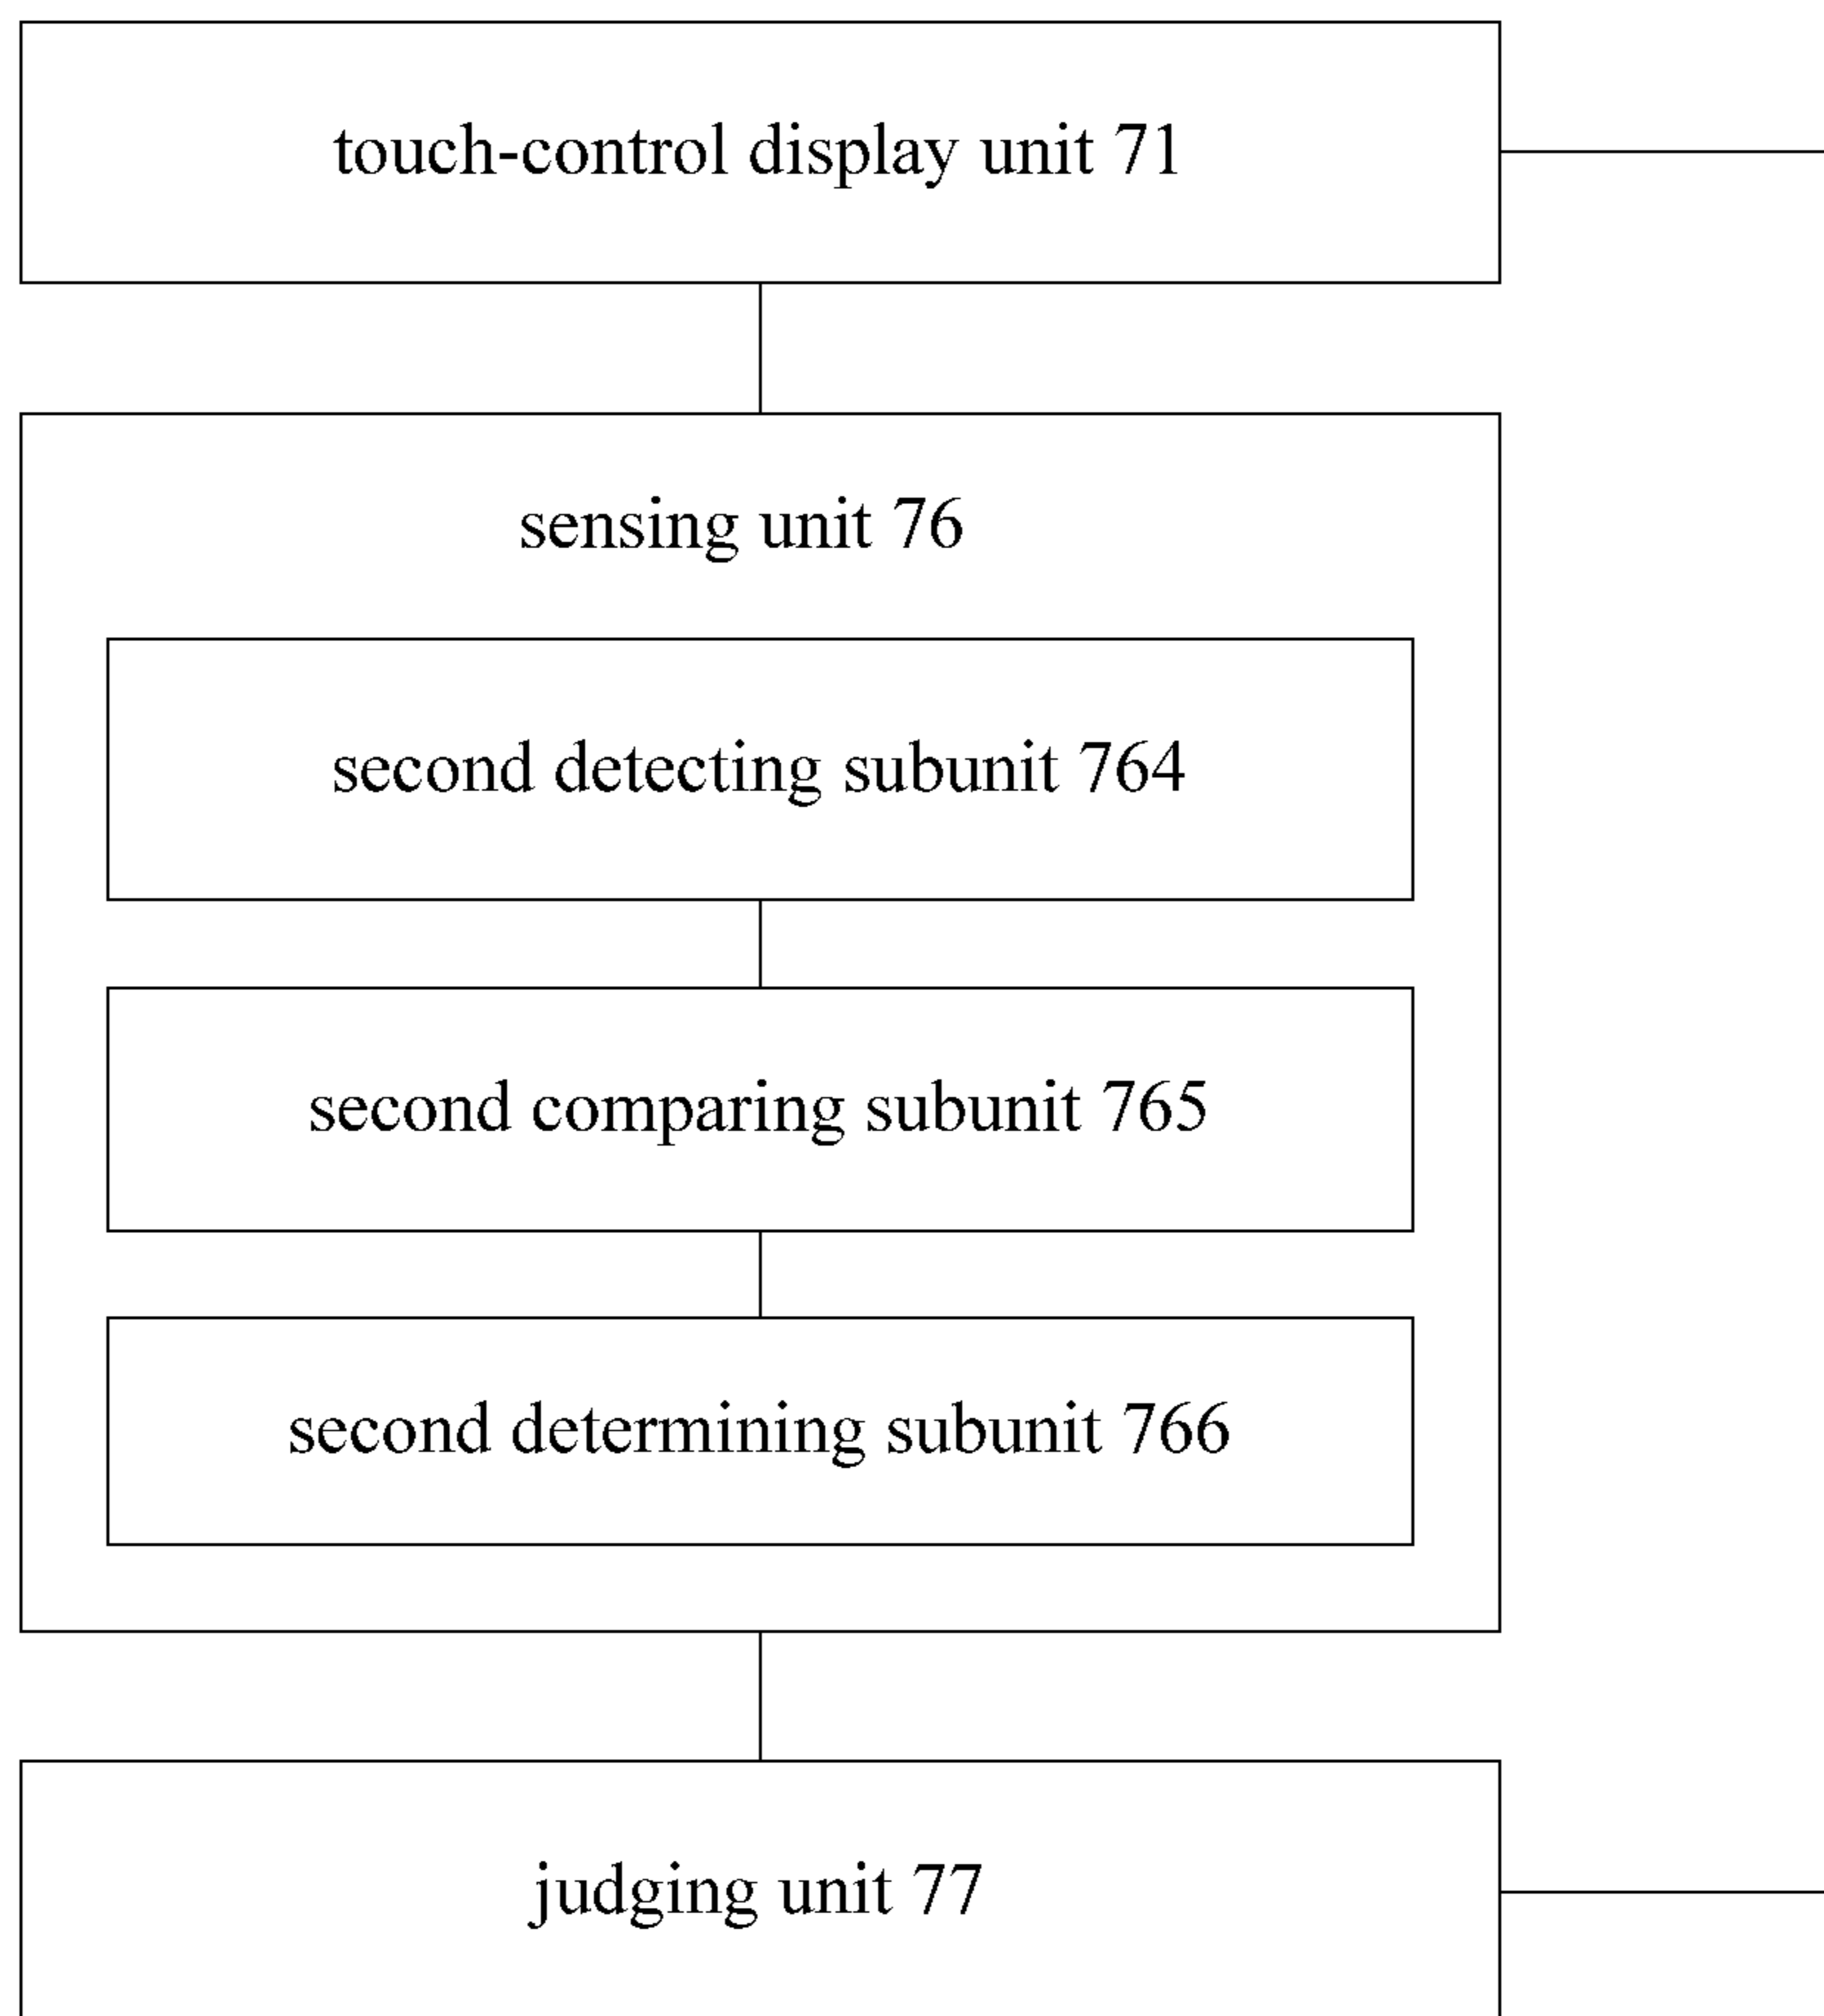 touch-control display unit 71
sensing unit 76
second detecting subunit 764
second comparing subunit 765
second determining subunit 766
judging unit 77